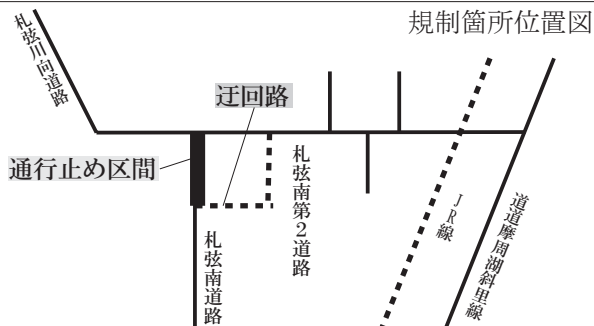 規制箇所位置図
札弦川向道路
迂回路
通行止め区間
札弦南第2道路
札弦南道路
JR線
道道摩周湖斜里線